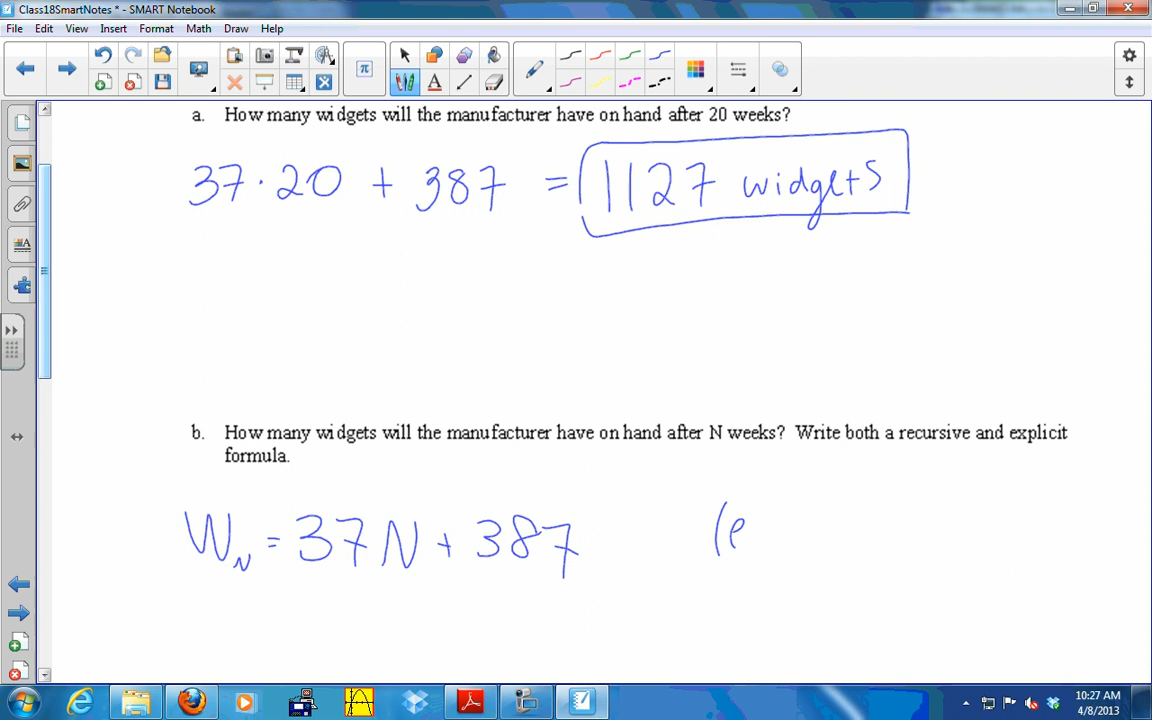 Class18SmartNotes * - SMART Notebook
File Edit View Insert Format Math Draw Help
π
A
a. How many widgets will the manufacturer have on hand after 20 weeks?
37·20 + 387 = 1127 widgets
b. How many widgets will the manufacturer have on hand after N weeks? Write both a recursive and explicit
formula.
W_N = 37N + 387 (e
10:27 AM
4/8/2013